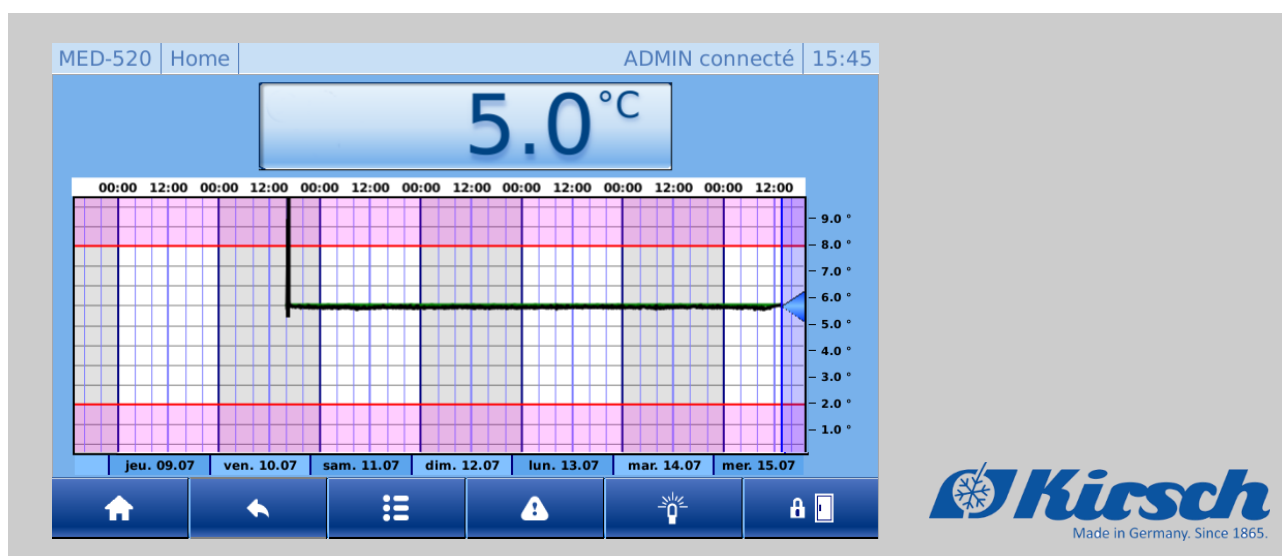 MED-520 Home ADMIN connecté 15:45
5.0°C
00:00 12:00 00:00 12:00 00:00 12:00 00:00 12:00 00:00 12:00 00:00 12:00 00:00 12:00
9.0 °
8.0 °
7.0 °
6.0 °
5.0 °
4.0 °
3.0 °
2.0 °
1.0 °
jeu. 09.07 ven. 10.07 sam. 11.07 dim. 12.07 lun. 13.07 mar. 14.07 mer. 15.07
Kirsch
Made in Germany. Since 1865.